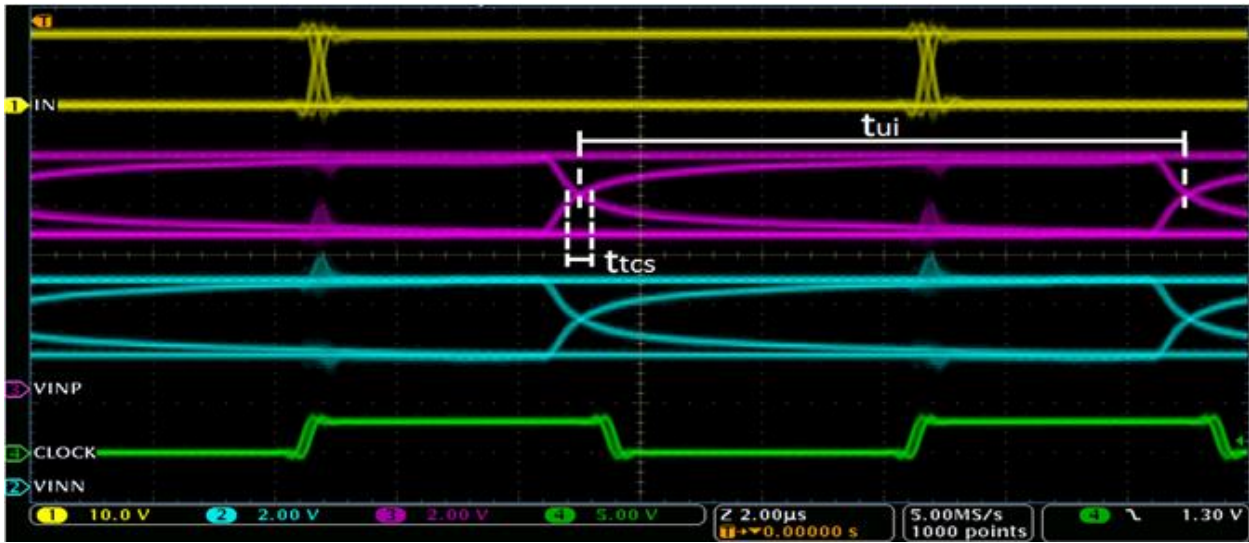 T
1 IN
tui
ttcs
3 VINP
4 CLOCK
2 VINN
1 10.0 V 2 2.00 V 3 2.00 V 4 5.00 V Z 2.00µs 5.00MS/s 4 1.30 V
T→▾0.00000 s 1000 points